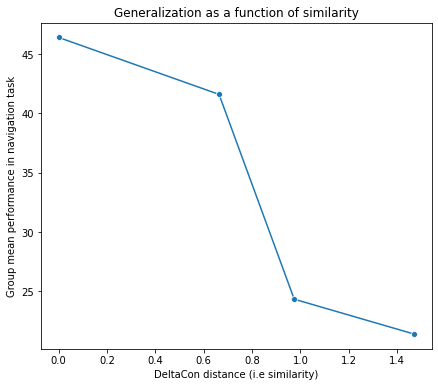 Generalization as a function of similarity
Group mean performance in navigation task
45
40
35
30
25
0.0 0.2 0.4 0.6 0.8 1.0 1.2 1.4
DeltaCon distance (i.e similarity)